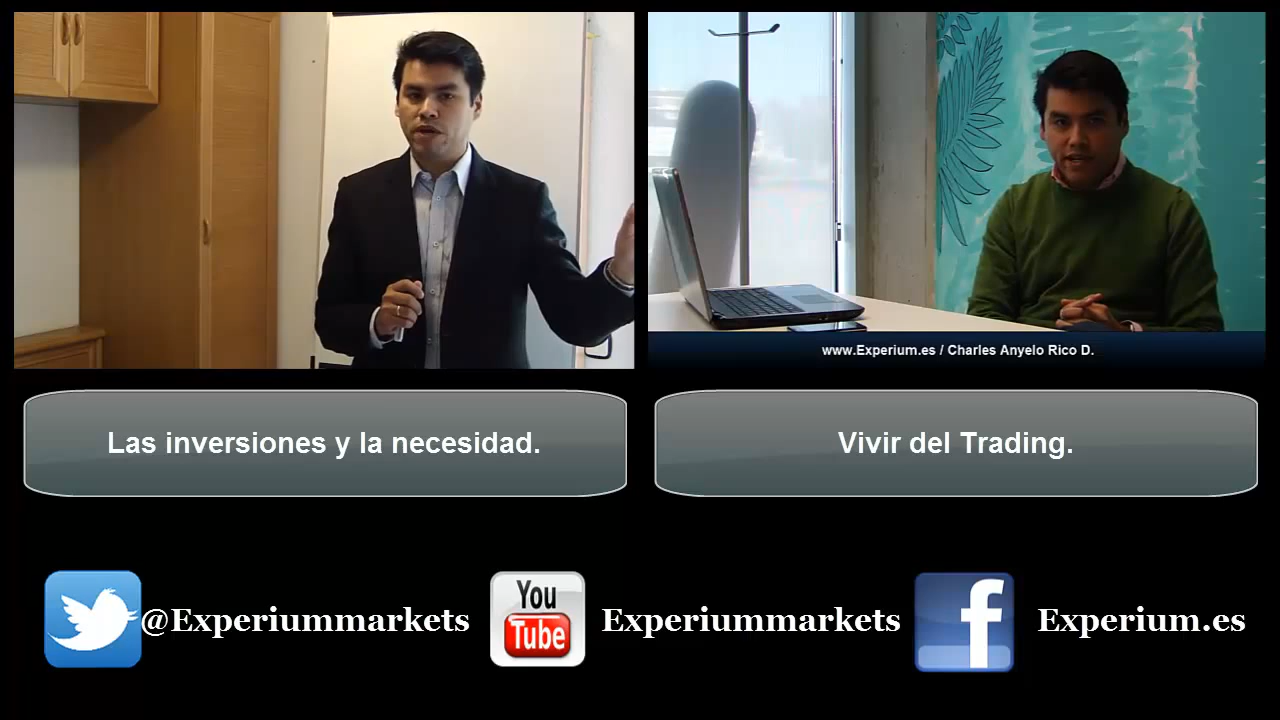 www.Experium.es / Charles Anyelo Rico D.
Las inversiones y la necesidad.
Vivir del Trading.
@Experiummarkets
You
Tube
Experiummarkets
f
Experium.es